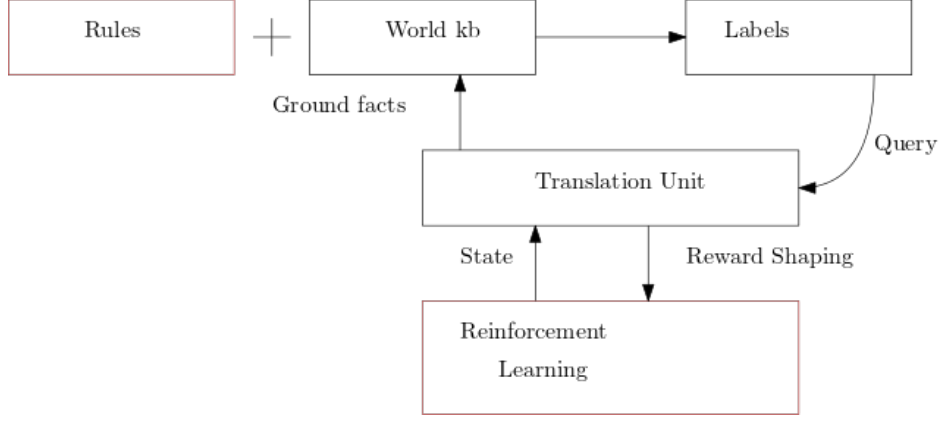 Rules
World kb
Labels
Ground facts
Query
Translation Unit
State
Reward Shaping
Reinforcement
Learning